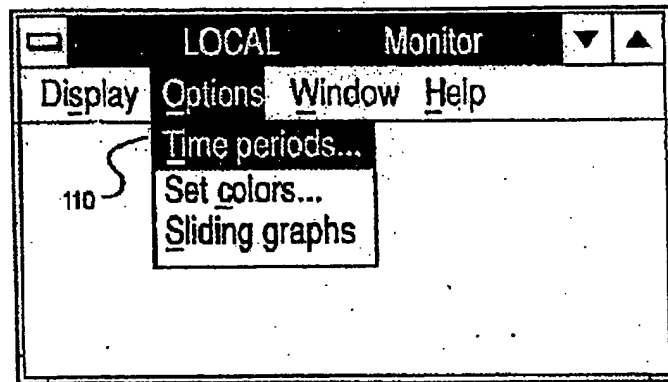 LOCAL Monitor
Display Options Window Help
Time periods...
110
Set colors...
Sliding graphs